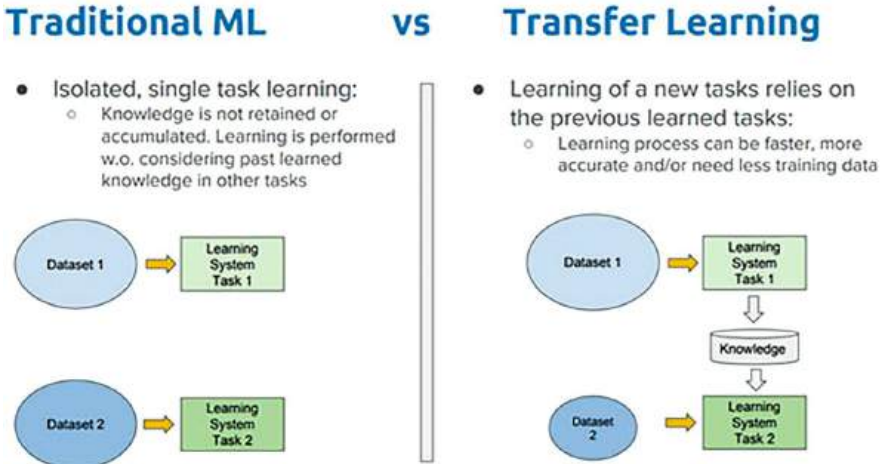 Traditional ML vs Transfer Learning
• Isolated, single task learning:
○ Knowledge is not retained or
accumulated. Learning is performed
w.o. considering past learned
knowledge in other tasks
Dataset 1
Learning
System
Task 1
Dataset 2
Learning
System
Task 2
• Learning of a new tasks relies on
the previous learned tasks:
○ Learning process can be faster, more
accurate and/or need less training data
Dataset 1
Learning
System
Task 1
Knowledge
Dataset
2
Learning
System
Task 2